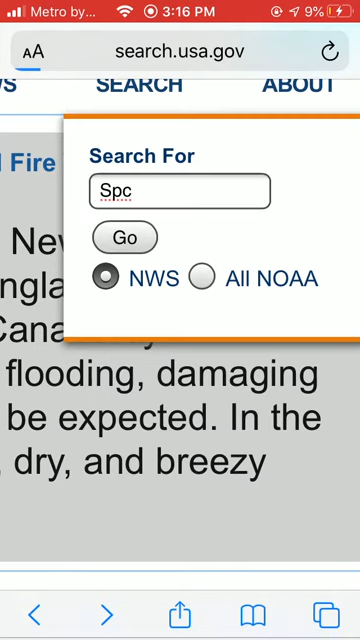 Metro by... 3:16 PM 9%
AA search.usa.gov
SEARCH ABOUT
Fire
Search For
Spc
Go
NWS All NOAA
flooding, damaging
be expected. In the
, dry, and breezy